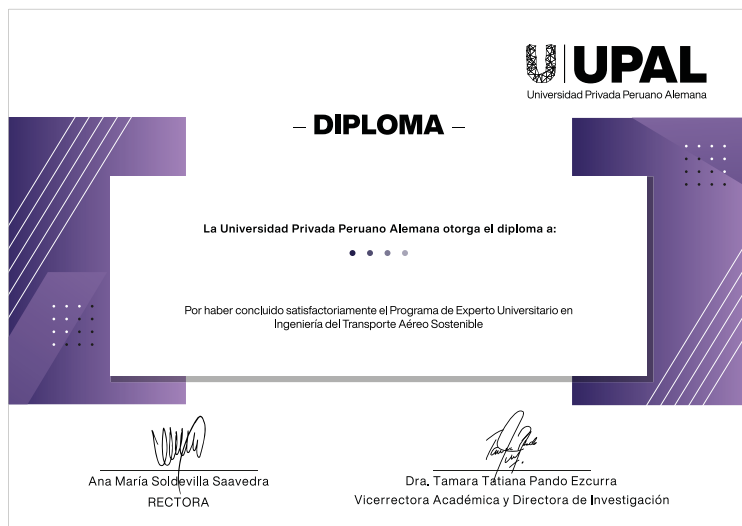 UPAL
Universidad Privada Peruano Alemana
– DIPLOMA –
La Universidad Privada Peruano Alemana otorga el diploma a:
Por haber concluido satisfactoriamente el Programa de Experto Universitario en
Ingeniería del Transporte Aéreo Sostenible
Ana María Soldevilla Saavedra
RECTORA
Dra. Tamara Tatiana Pando Ezcurra
Vicerrectora Académica y Directora de Investigación